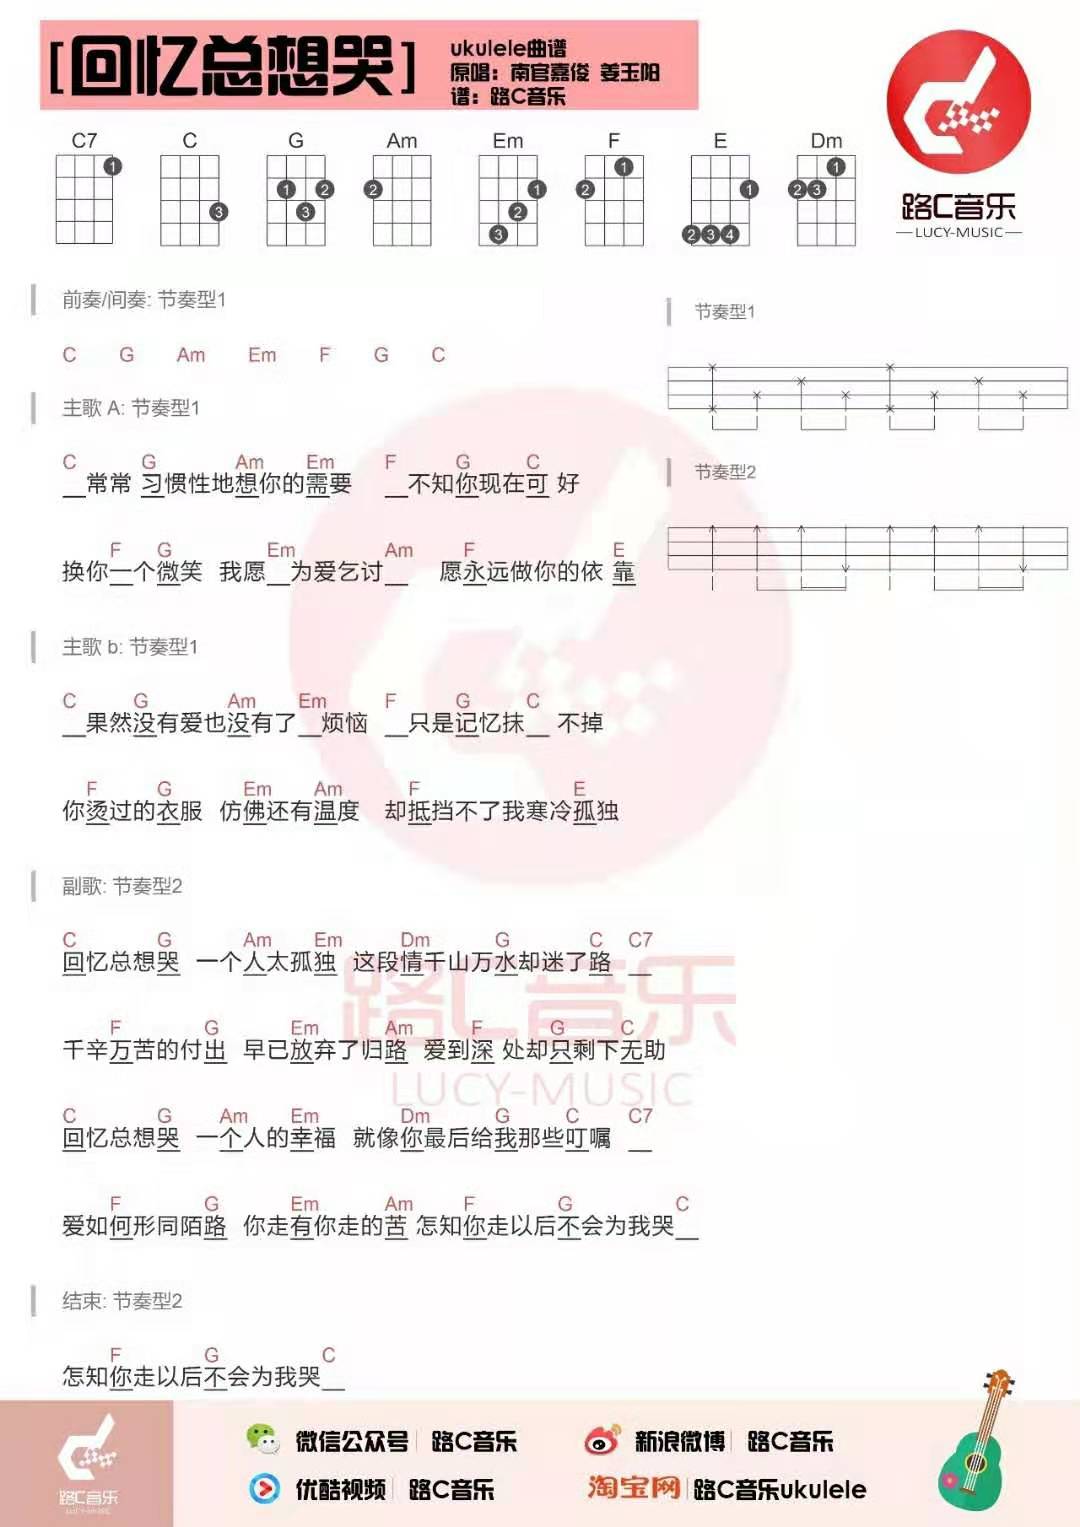 [回忆总想哭]
ukulele曲谱
原唱：南宫嘉俊 姜玉阳
谱：路C音乐
路C音乐
LUCY-MUSIC
C7 C G Am Em F E Dm
1 3 1 2 3 2 1 2 3 1 2 1 2 3 4 1 2 3
前奏/间奏: 节奏型1
C G Am Em F G C
节奏型1
节奏型2
主歌 A: 节奏型1
C G Am Em F G C
__常常 习惯性地想你的需要 __不知你现在可 好
F G Em Am F E
换你一个微笑 我愿__为爱乞讨__ 愿永远做你的依 靠
主歌 b: 节奏型1
C G Am Em F G C
__果然没有爱也没有了__烦恼 __只是记忆抹__ 不掉
F G Em Am F E
你烫过的衣服 仿佛还有温度 却抵挡不了我寒冷孤独
副歌: 节奏型2
C G Am Em Dm G C C7
回忆总想哭 一个人太孤独 这段情千山万水却迷了路 __
F G Em Am F G C
千辛万苦的付出 早已放弃了归路 爱到深 处却只剩下无助
C G Am Em Dm G C C7
回忆总想哭 一个人的幸福 就像你最后给我那些叮嘱 __
F G Em Am F G C
爱如何形同陌路 你走有你走的苦 怎知你走以后不会为我哭__
结束: 节奏型2
F G C
怎知你走以后不会为我哭__
路C音乐
LUCY-MUSIC
路C音乐
LUCY-MUSIC
微信公众号 | 路C音乐
新浪微博 | 路C音乐
优酷视频 | 路C音乐
淘宝网 | 路C音乐ukulele